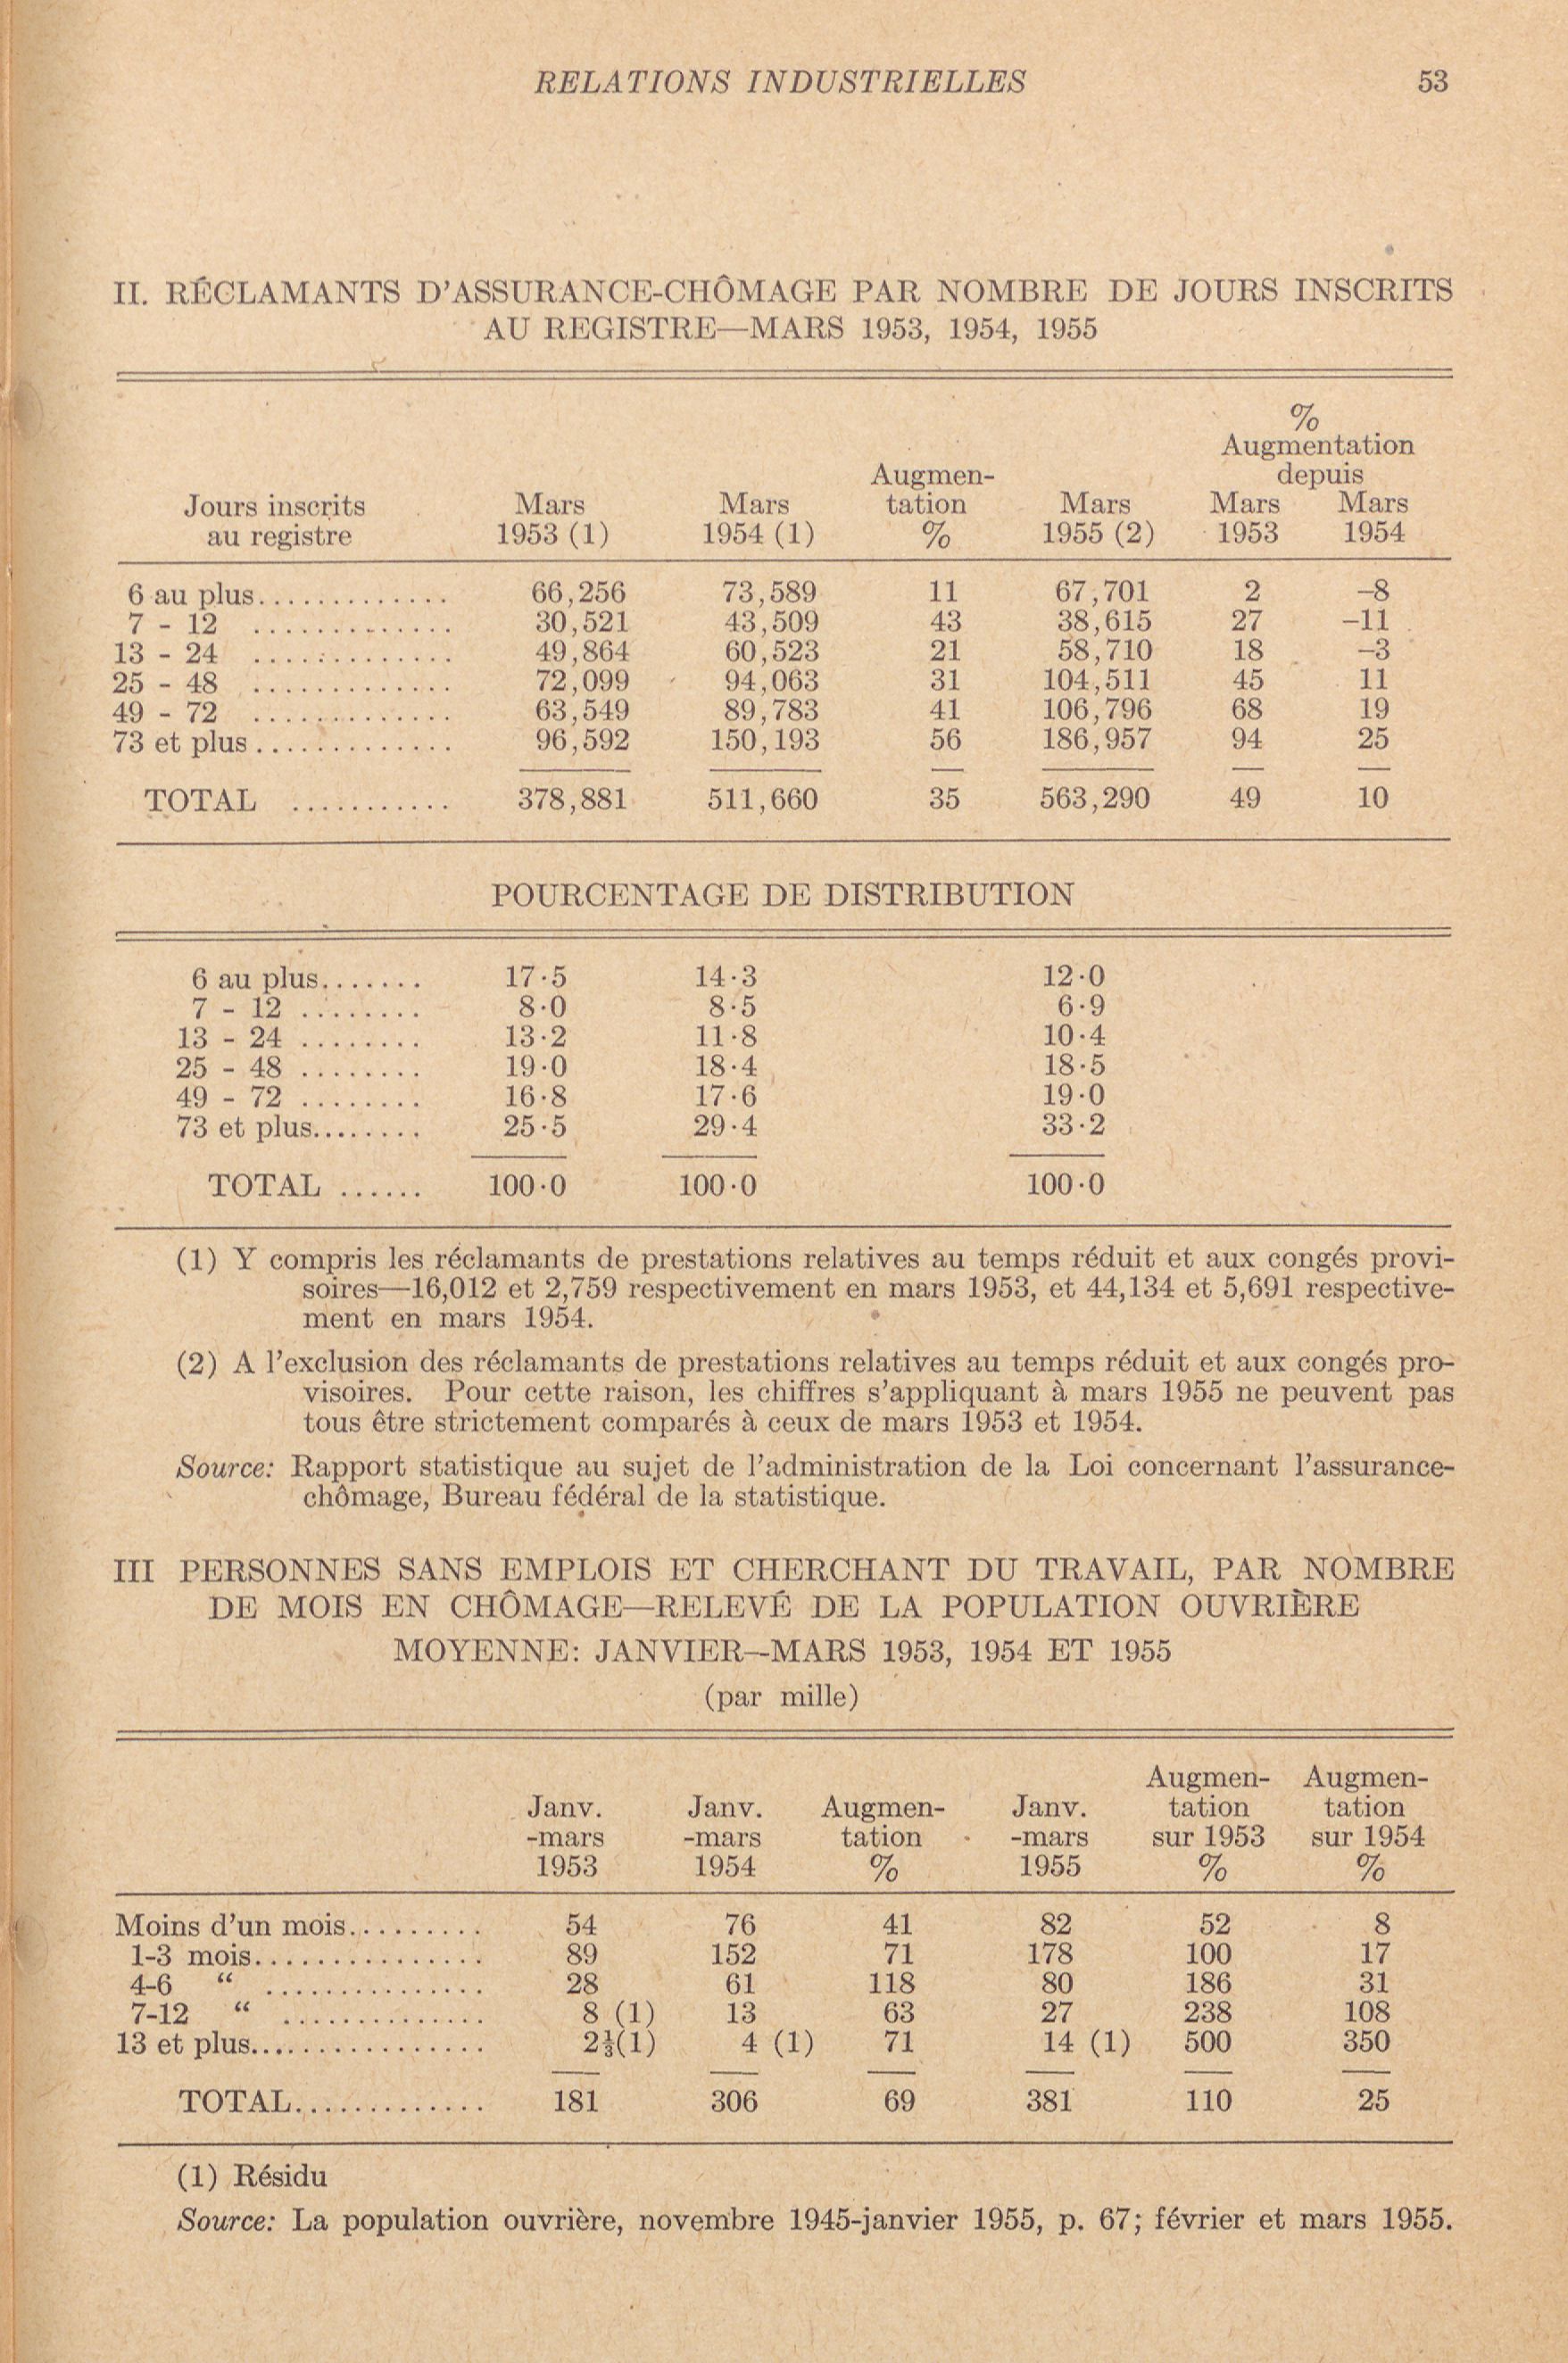 RELATIONS INDUSTRIELLES 53
II. RÉCLAMANTS D'ASSURANCE-CHÔMAGE PAR NOMBRE DE JOURS INSCRITS
AU REGISTRE—MARS 1953, 1954, 1955
%
Augmentation
Augmen- depuis
Jours inscrits Mars Mars tation Mars Mars Mars
au registre 1953 (1) 1954 (1) % 1955 (2) 1953 1954
6 au plus............. 66,256 73,589 11 67,701 2 –8
7 - 12 ............. 30,521 43,509 43 38,615 27 –11
13 - 24 ............. 49,864 60,523 21 58,710 18 –3
25 - 48 ............. 72,099 94,063 31 104,511 45 11
49 - 72 ............. 63,549 89,783 41 106,796 68 19
73 et plus............. 96,592 150,193 56 186,957 94 25
TOTAL ........... 378,881 511,660 35 563,290 49 10
POURCENTAGE DE DISTRIBUTION
6 au plus....... 17·5 14·3 12·0
7 - 12 ........ 8·0 8·5 6·9
13 - 24 ........ 13·2 11·8 10·4
25 - 48 ........ 19·0 18·4 18·5
49 - 72 ........ 16·8 17·6 19·0
73 et plus........ 25·5 29·4 33·2
TOTAL ...... 100·0 100·0 100·0
(1) Y compris les réclamants de prestations relatives au temps réduit et aux congés provi-
soires—16,012 et 2,759 respectivement en mars 1953, et 44,134 et 5,691 respective-
ment en mars 1954.
(2) A l'exclusion des réclamants de prestations relatives au temps réduit et aux congés pro-
visoires. Pour cette raison, les chiffres s'appliquant à mars 1955 ne peuvent pas
tous être strictement comparés à ceux de mars 1953 et 1954.
Source: Rapport statistique au sujet de l'administration de la Loi concernant l'assurance-
chômage, Bureau fédéral de la statistique.
III PERSONNES SANS EMPLOIS ET CHERCHANT DU TRAVAIL, PAR NOMBRE
DE MOIS EN CHÔMAGE—RELEVÉ DE LA POPULATION OUVRIÈRE
MOYENNE: JANVIER—MARS 1953, 1954 ET 1955
(par mille)
Augmen- Augmen-
Janv. Janv. Augmen- Janv. tation tation
-mars -mars tation -mars sur 1953 sur 1954
1953 1954 % 1955 % %
Moins d'un mois......... 54 76 41 82 52 8
1-3 mois............... 89 152 71 178 100 17
4-6 “ ............... 28 61 118 80 186 31
7-12 “ .............. 8 (1) 13 63 27 238 108
13 et plus................ 2⅓(1) 4 (1) 71 14 (1) 500 350
TOTAL............. 181 306 69 381 110 25
(1) Résidu
Source: La population ouvrière, novembre 1945-janvier 1955, p. 67; février et mars 1955.